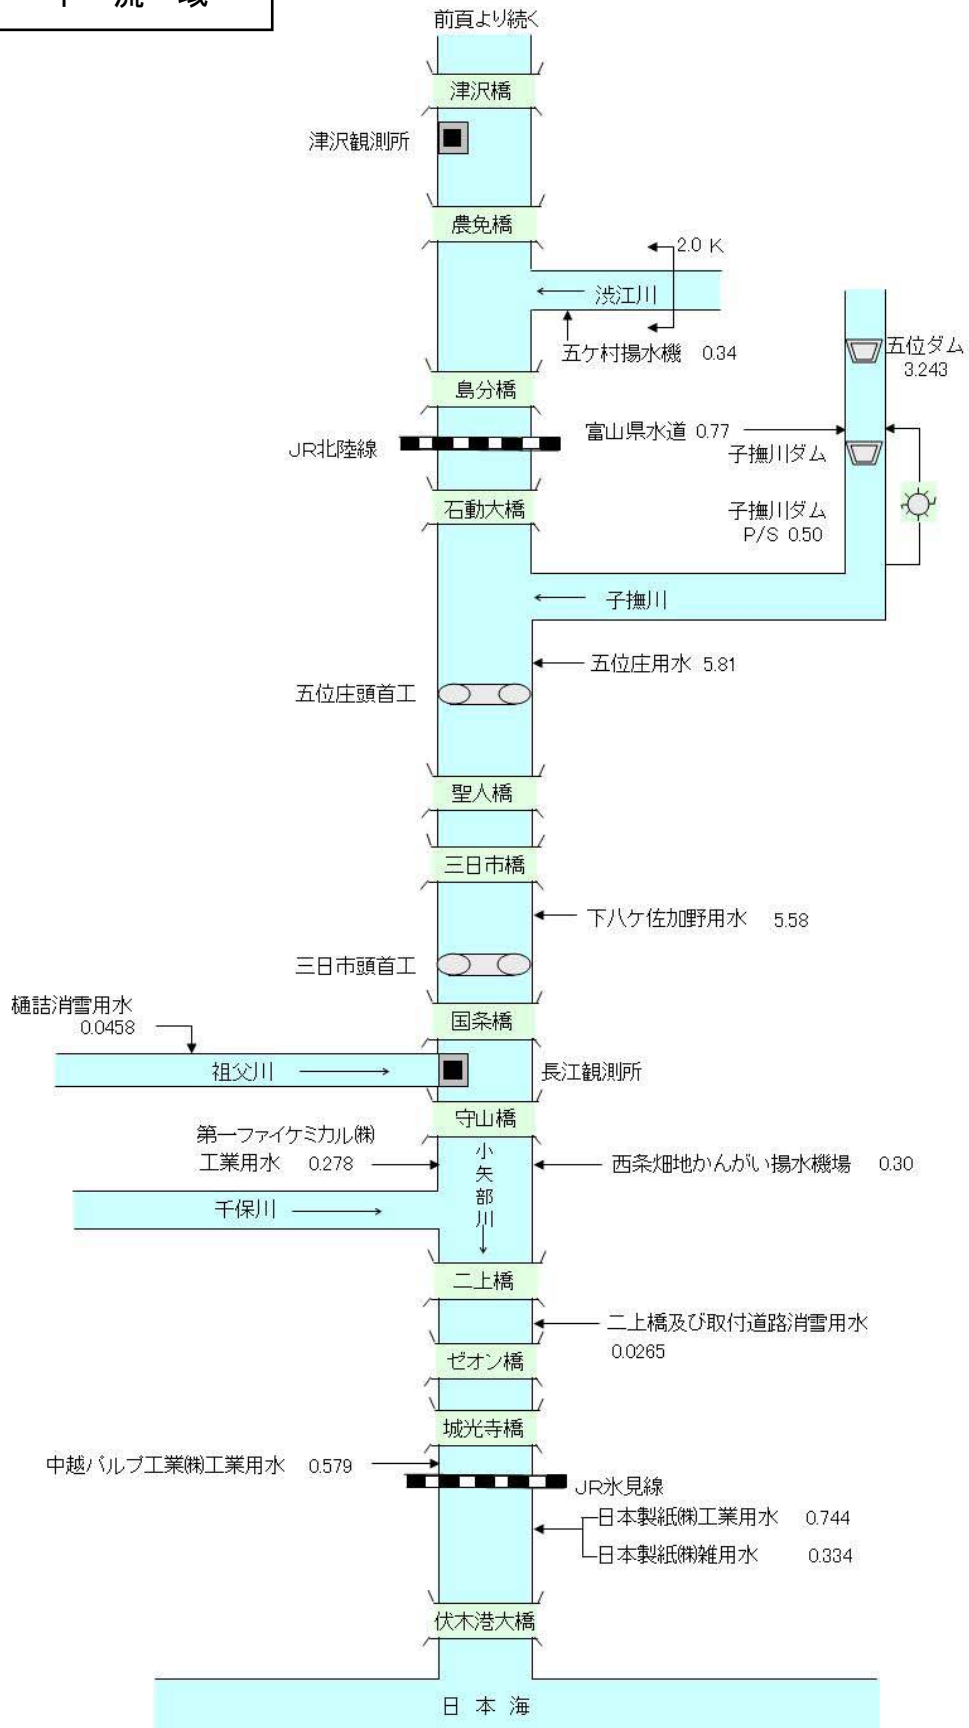 流 域
前頁より続く
津沢橋
津沢観測所
農免橋
2.0 K
← 渋江川
五ケ村揚水機 0.34
五位ダム
3.243
島分橋
富山県水道 0.77
JR北陸線
子撫川ダム
石動大橋
子撫川ダム
P/S 0.50
← 子撫川
五位庄用水 5.81
五位庄頭首工
聖人橋
三日市橋
下八ケ佐加野用水 5.58
三日市頭首工
樋詰消雪用水
0.0458
国条橋
祖父川 →
長江観測所
守山橋
第一ファイケミカル㈱
工業用水 0.278
小矢部川
西条畑地かんがい揚水機場 0.30
千保川 →
二上橋
二上橋及び取付道路消雪用水
0.0265
ゼオン橋
城光寺橋
中越パルプ工業㈱工業用水 0.579
JR氷見線
日本製紙㈱工業用水 0.744
日本製紙㈱雑用水 0.334
伏木港大橋
日 本 海